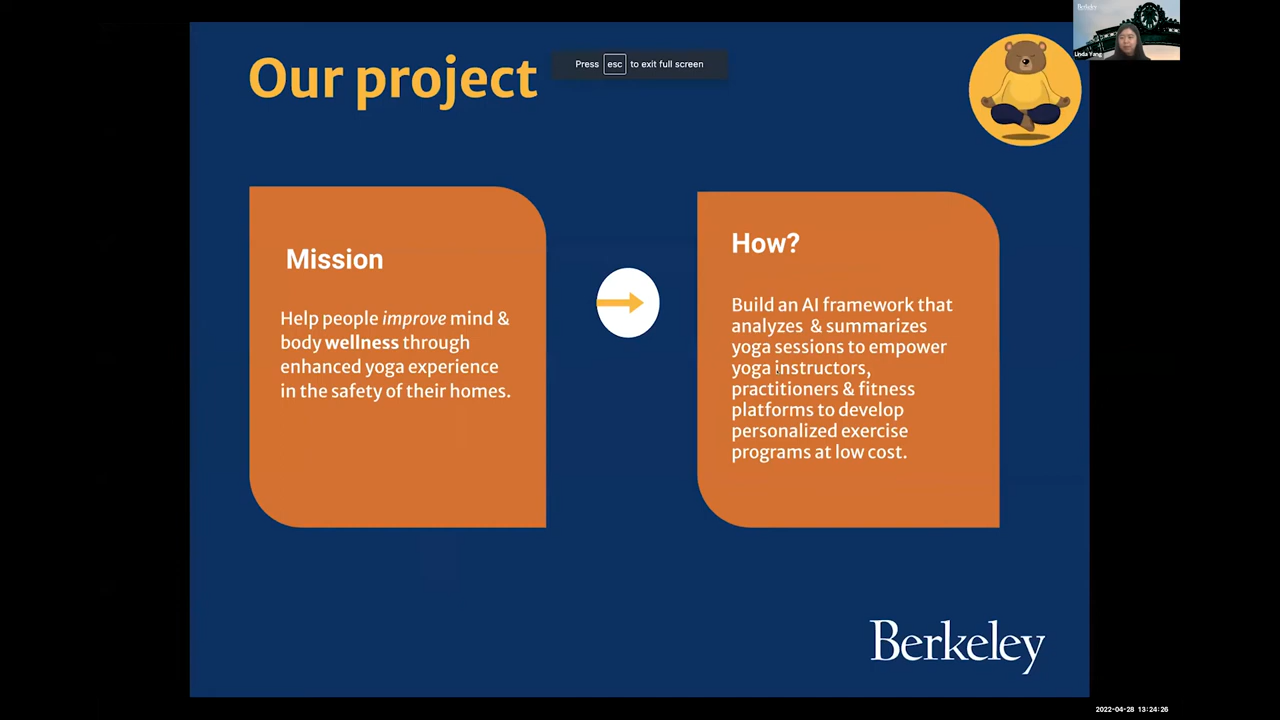 Berkeley
Linda Yang
Our project
Press esc to exit full screen
Mission
Help people improve mind &
body wellness through
enhanced yoga experience
in the safety of their homes.
How?
Build an AI framework that
analyzes & summarizes
yoga sessions to empower
yoga instructors,
practitioners & fitness
platforms to develop
personalized exercise
programs at low cost.
Berkeley
2022-04-28 13:24:26